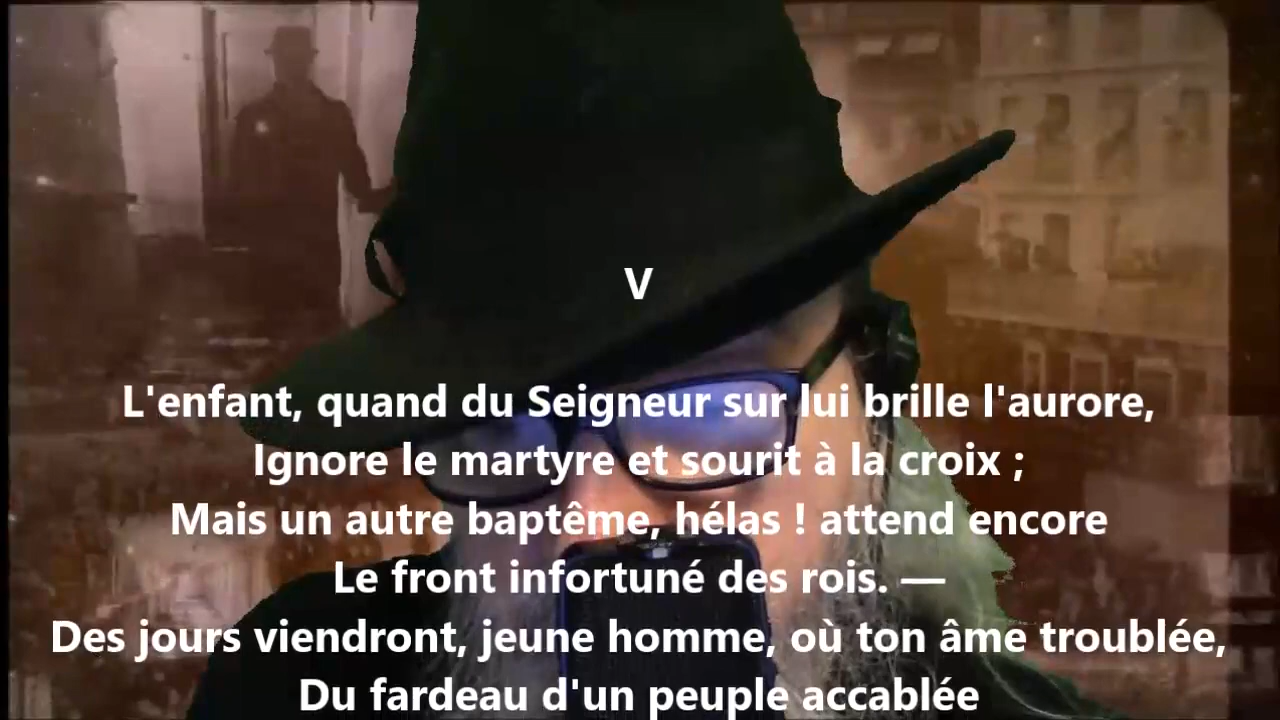 V
L'enfant, quand du Seigneur sur lui brille l'aurore,
Ignore le martyre et sourit à la croix ;
Mais un autre baptême, hélas ! attend encore
Le front infortuné des rois. —
Des jours viendront, jeune homme, où ton âme troublée,
Du fardeau d'un peuple accablée